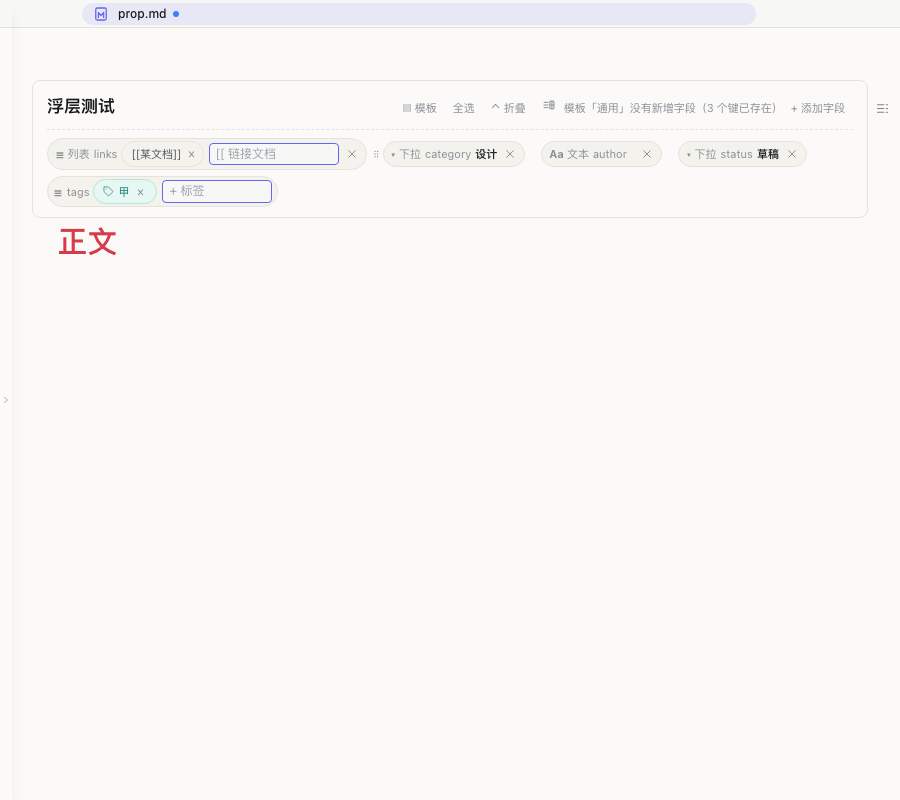 prop.md
浮层测试 模板 全选 折叠 模板「通用」没有新增字段（3 个键已存在） + 添加字段
列表 links [[某文档]] × [[ 链接文档 × 下拉 category 设计 × Aa 文本 author × 下拉 status 草稿 ×
tags 甲 × + 标签
正文